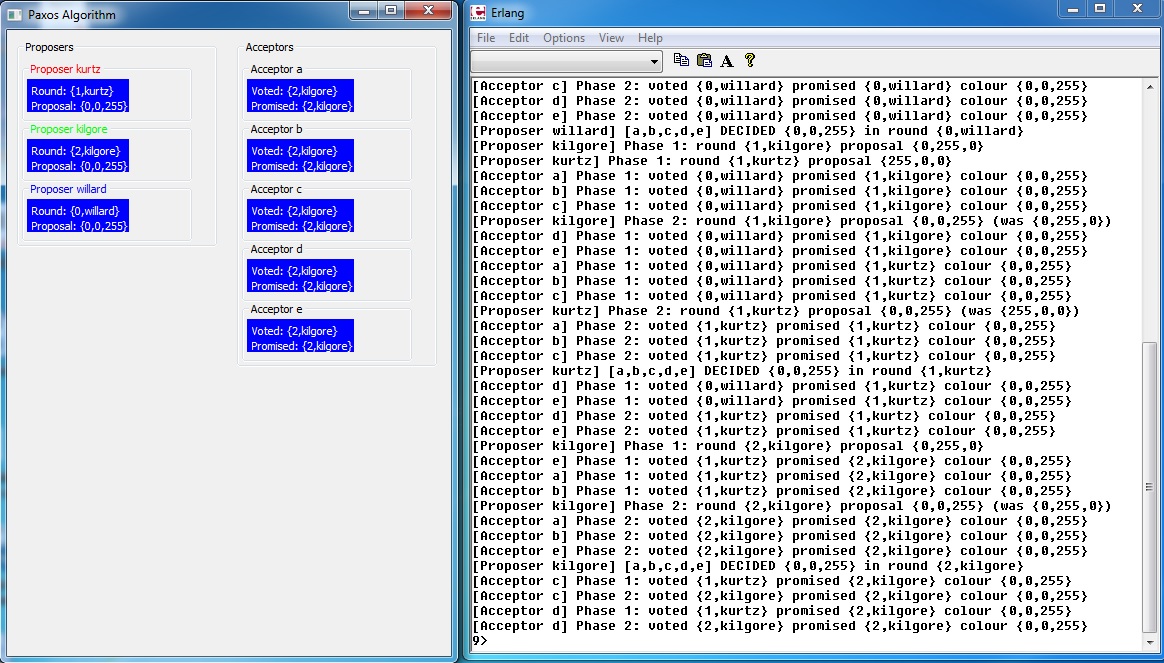 Paxos Algorithm
Proposers
Proposer kurtz
Round: {1,kurtz}
Proposal: {0,0,255}
Proposer kilgore
Round: {2,kilgore}
Proposal: {0,0,255}
Proposer willard
Round: {0,willard}
Proposal: {0,0,255}
Acceptors
Acceptor a
Voted: {2,kilgore}
Promised: {2,kilgore}
Acceptor b
Voted: {2,kilgore}
Promised: {2,kilgore}
Acceptor c
Voted: {2,kilgore}
Promised: {2,kilgore}
Acceptor d
Voted: {2,kilgore}
Promised: {2,kilgore}
Acceptor e
Voted: {2,kilgore}
Promised: {2,kilgore}
Erlang
File Edit Options View Help
[Acceptor c] Phase 2: voted {0,willard} promised {0,willard} colour {0,0,255}
[Acceptor d] Phase 2: voted {0,willard} promised {0,willard} colour {0,0,255}
[Acceptor e] Phase 2: voted {0,willard} promised {0,willard} colour {0,0,255}
[Proposer willard] [a,b,c,d,e] DECIDED {0,0,255} in round {0,willard}
[Proposer kilgore] Phase 1: round {1,kilgore} proposal {0,255,0}
[Proposer kurtz] Phase 1: round {1,kurtz} proposal {255,0,0}
[Acceptor a] Phase 1: voted {0,willard} promised {1,kilgore} colour {0,0,255}
[Acceptor b] Phase 1: voted {0,willard} promised {1,kilgore} colour {0,0,255}
[Acceptor c] Phase 1: voted {0,willard} promised {1,kilgore} colour {0,0,255}
[Proposer kilgore] Phase 2: round {1,kilgore} proposal {0,0,255} (was {0,255,0})
[Acceptor d] Phase 1: voted {0,willard} promised {1,kilgore} colour {0,0,255}
[Acceptor e] Phase 1: voted {0,willard} promised {1,kilgore} colour {0,0,255}
[Acceptor a] Phase 1: voted {0,willard} promised {1,kurtz} colour {0,0,255}
[Acceptor b] Phase 1: voted {0,willard} promised {1,kurtz} colour {0,0,255}
[Acceptor c] Phase 1: voted {0,willard} promised {1,kurtz} colour {0,0,255}
[Proposer kurtz] Phase 2: round {1,kurtz} proposal {0,0,255} (was {255,0,0})
[Acceptor a] Phase 2: voted {1,kurtz} promised {1,kurtz} colour {0,0,255}
[Acceptor b] Phase 2: voted {1,kurtz} promised {1,kurtz} colour {0,0,255}
[Acceptor c] Phase 2: voted {1,kurtz} promised {1,kurtz} colour {0,0,255}
[Proposer kurtz] [a,b,c,d,e] DECIDED {0,0,255} in round {1,kurtz}
[Acceptor d] Phase 1: voted {0,willard} promised {1,kurtz} colour {0,0,255}
[Acceptor e] Phase 1: voted {0,willard} promised {1,kurtz} colour {0,0,255}
[Acceptor d] Phase 2: voted {1,kurtz} promised {1,kurtz} colour {0,0,255}
[Acceptor e] Phase 2: voted {1,kurtz} promised {1,kurtz} colour {0,0,255}
[Proposer kilgore] Phase 1: round {2,kilgore} proposal {0,255,0}
[Acceptor e] Phase 1: voted {1,kurtz} promised {2,kilgore} colour {0,0,255}
[Acceptor a] Phase 1: voted {1,kurtz} promised {2,kilgore} colour {0,0,255}
[Acceptor b] Phase 1: voted {1,kurtz} promised {2,kilgore} colour {0,0,255}
[Proposer kilgore] Phase 2: round {2,kilgore} proposal {0,0,255} (was {0,255,0})
[Acceptor a] Phase 2: voted {2,kilgore} promised {2,kilgore} colour {0,0,255}
[Acceptor b] Phase 2: voted {2,kilgore} promised {2,kilgore} colour {0,0,255}
[Acceptor e] Phase 2: voted {2,kilgore} promised {2,kilgore} colour {0,0,255}
[Proposer kilgore] [a,b,c,d,e] DECIDED {0,0,255} in round {2,kilgore}
[Acceptor c] Phase 1: voted {1,kurtz} promised {2,kilgore} colour {0,0,255}
[Acceptor c] Phase 2: voted {2,kilgore} promised {2,kilgore} colour {0,0,255}
[Acceptor d] Phase 1: voted {1,kurtz} promised {2,kilgore} colour {0,0,255}
[Acceptor d] Phase 2: voted {2,kilgore} promised {2,kilgore} colour {0,0,255}
9>